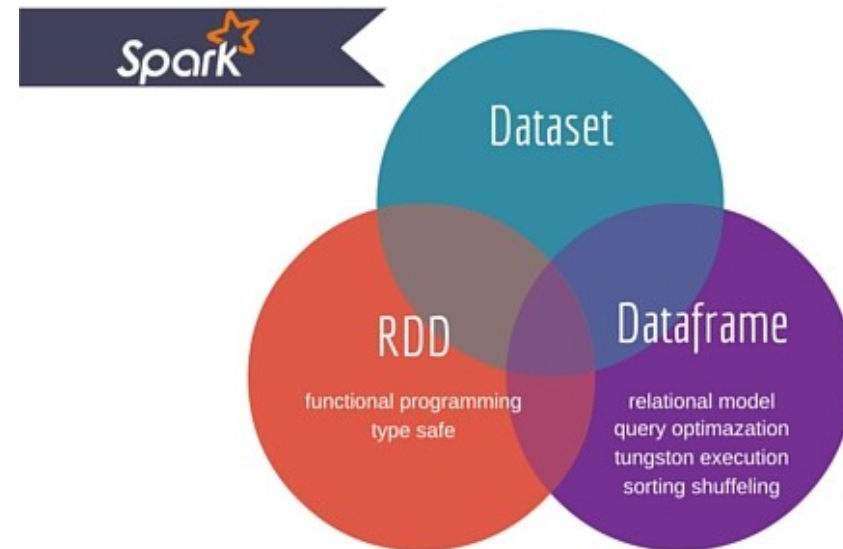 Spark
Dataset
RDD
functional programming
type safe
Dataframe
relational model
query optimazation
tungston execution
sorting shuffeling